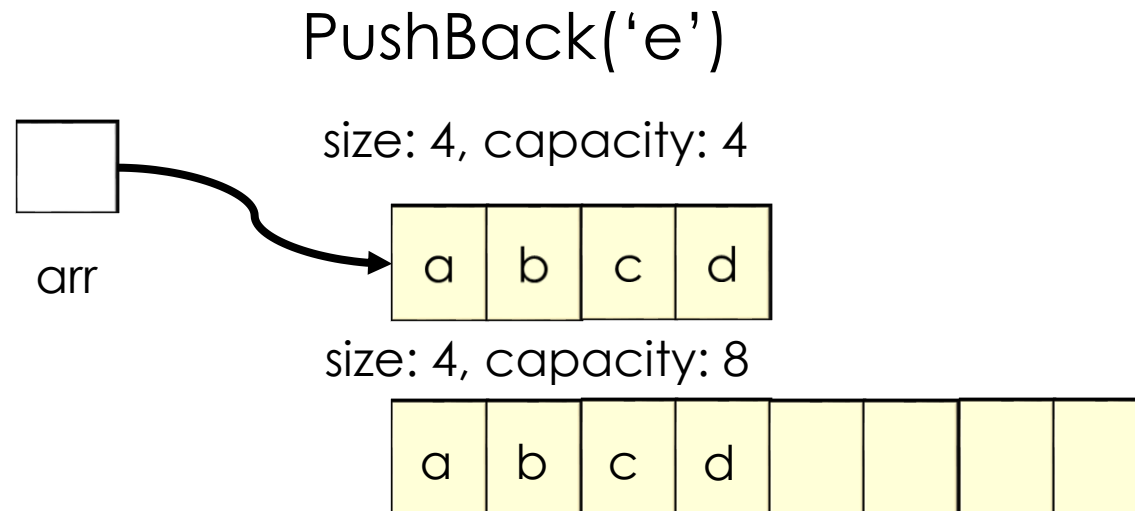 PushBack(‘e’)
size: 4, capacity: 4
arr
a b c d
size: 4, capacity: 8
a b c d